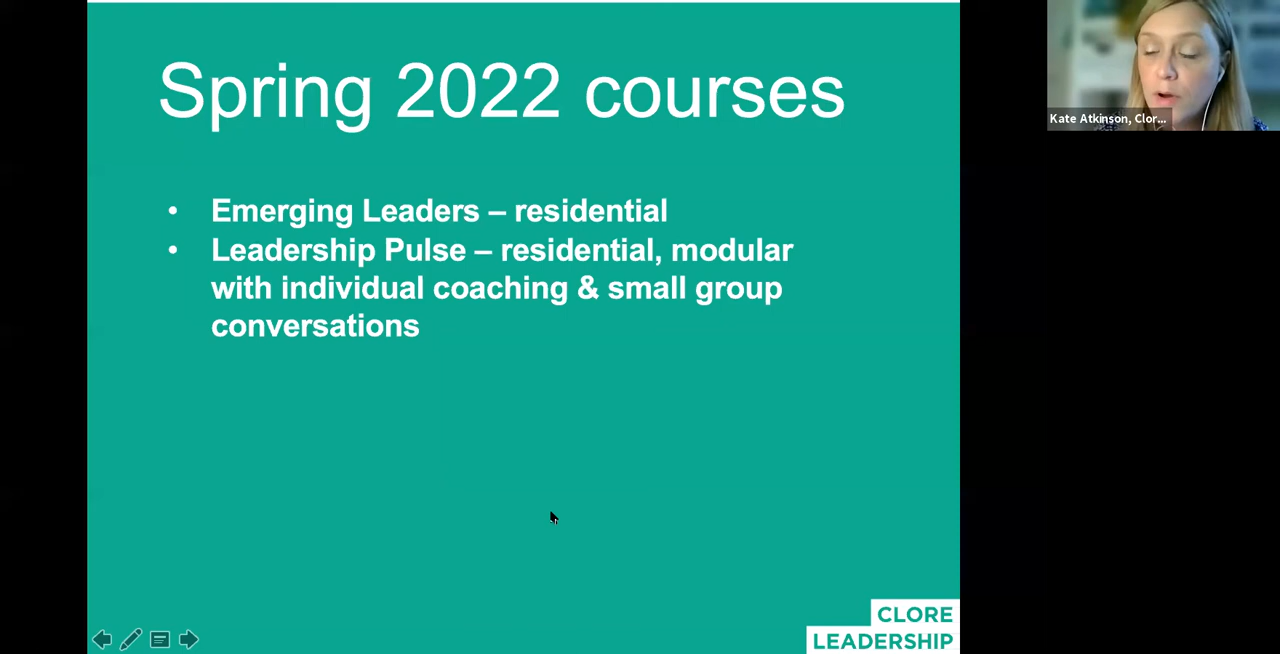 Spring 2022 courses
Kate Atkinson, Clor...
• Emerging Leaders – residential
• Leadership Pulse – residential, modular
with individual coaching & small group
conversations
CLORE
LEADERSHIP